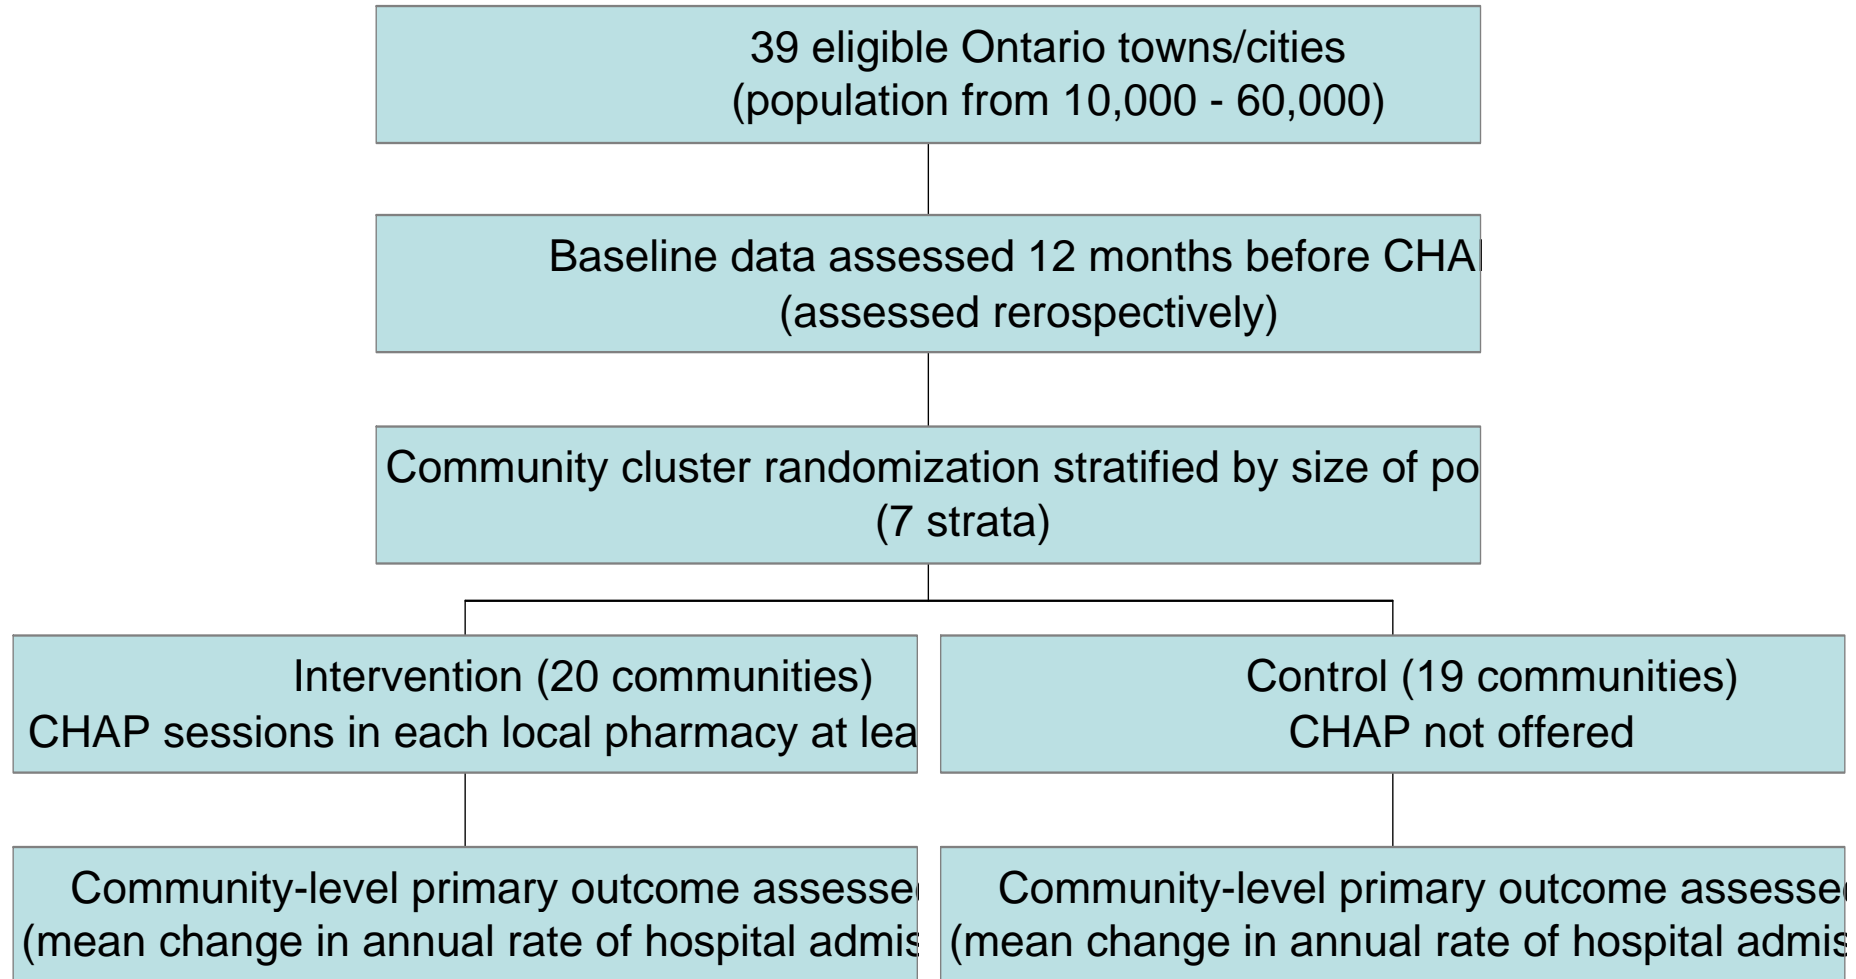 39 eligible Ontario towns/cities
(population from 10,000 - 60,000)
Baseline data assessed 12 months before CHA
(assessed rerospectively)
Community cluster randomization stratified by size of po
(7 strata)
Intervention (20 communities)
CHAP sessions in each local pharmacy at lea
Control (19 communities)
CHAP not offered
Community-level primary outcome assesse
(mean change in annual rate of hospital admis
Community-level primary outcome assesse
(mean change in annual rate of hospital admis